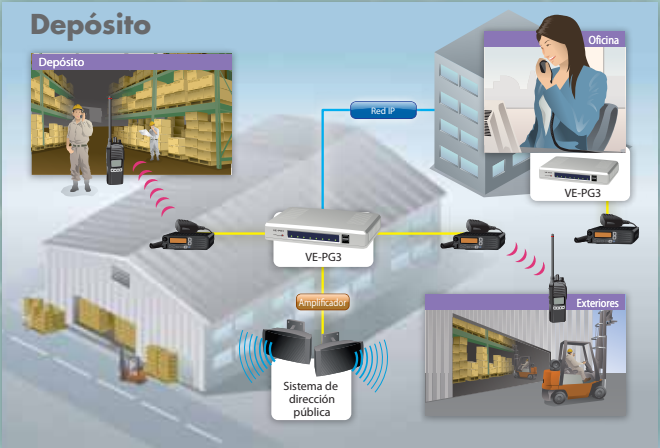 Depósito
Depósito
Oficina
Red IP
VE-PG3
VE-PG3
Amplificador
Exteriores
Sistema de
dirección
pública